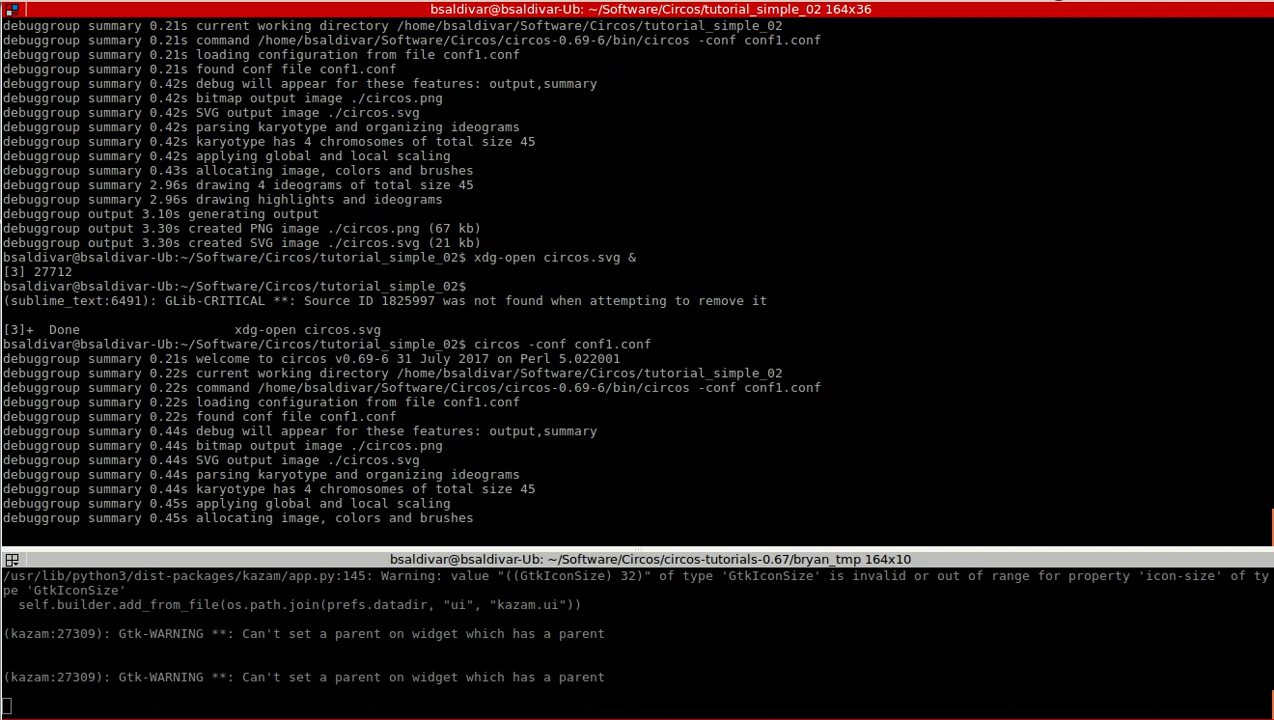 bsaldivar@bsaldivar-Ub: ~/Software/Circos/tutorial_simple_02 164x36
debuggroup summary 0.21s current working directory /home/bsaldivar/Software/Circos/tutorial_simple_02
debuggroup summary 0.21s command /home/bsaldivar/Software/Circos/circos-0.69-6/bin/circos -conf conf1.conf
debuggroup summary 0.21s loading configuration from file conf1.conf
debuggroup summary 0.21s found conf file conf1.conf
debuggroup summary 0.42s debug will appear for these features: output,summary
debuggroup summary 0.42s bitmap output image ./circos.png
debuggroup summary 0.42s SVG output image ./circos.svg
debuggroup summary 0.42s parsing karyotype and organizing ideograms
debuggroup summary 0.42s karyotype has 4 chromosomes of total size 45
debuggroup summary 0.42s applying global and local scaling
debuggroup summary 0.43s allocating image, colors and brushes
debuggroup summary 2.96s drawing 4 ideograms of total size 45
debuggroup summary 2.96s drawing highlights and ideograms
debuggroup output 3.10s generating output
debuggroup output 3.30s created PNG image ./circos.png (67 kb)
debuggroup output 3.30s created SVG image ./circos.svg (21 kb)
bsaldivar@bsaldivar-Ub:~/Software/Circos/tutorial_simple_02$ xdg-open circos.svg &
[3] 27712
bsaldivar@bsaldivar-Ub:~/Software/Circos/tutorial_simple_02$
(sublime_text:6491): GLib-CRITICAL **: Source ID 1825997 was not found when attempting to remove it
[3]+  Done                    xdg-open circos.svg
bsaldivar@bsaldivar-Ub:~/Software/Circos/tutorial_simple_02$ circos -conf conf1.conf
debuggroup summary 0.21s welcome to circos v0.69-6 31 July 2017 on Perl 5.022001
debuggroup summary 0.22s current working directory /home/bsaldivar/Software/Circos/tutorial_simple_02
debuggroup summary 0.22s command /home/bsaldivar/Software/Circos/circos-0.69-6/bin/circos -conf conf1.conf
debuggroup summary 0.22s loading configuration from file conf1.conf
debuggroup summary 0.22s found conf file conf1.conf
debuggroup summary 0.44s debug will appear for these features: output,summary
debuggroup summary 0.44s bitmap output image ./circos.png
debuggroup summary 0.44s SVG output image ./circos.svg
debuggroup summary 0.44s parsing karyotype and organizing ideograms
debuggroup summary 0.44s karyotype has 4 chromosomes of total size 45
debuggroup summary 0.45s applying global and local scaling
debuggroup summary 0.45s allocating image, colors and brushes
bsaldivar@bsaldivar-Ub: ~/Software/Circos/circos-tutorials-0.67/bryan_tmp 164x10
/usr/lib/python3/dist-packages/kazam/app.py:145: Warning: value "((GtkIconSize) 32)" of type 'GtkIconSize' is invalid or out of range for property 'icon-size' of ty
pe 'GtkIconSize'
  self.builder.add_from_file(os.path.join(prefs.datadir, "ui", "kazam.ui"))
(kazam:27309): Gtk-WARNING **: Can't set a parent on widget which has a parent
(kazam:27309): Gtk-WARNING **: Can't set a parent on widget which has a parent